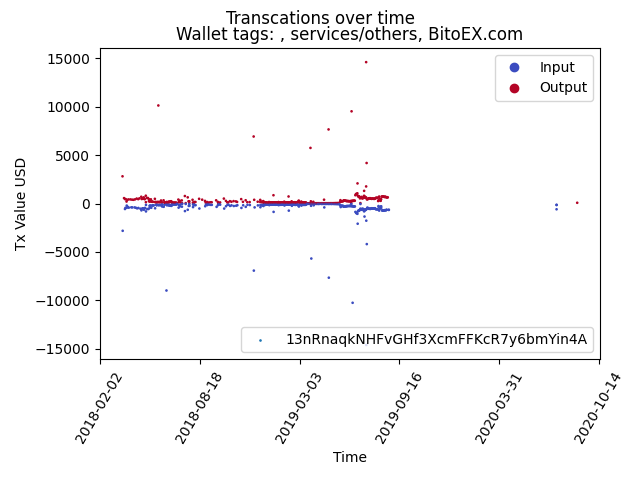 Transcations over time
Wallet tags: , services/others, BitoEX.com
Tx Value USD
15000
10000
5000
0
−5000
−10000
−15000
Input
Output
13nRnaqkNHFvGHf3XcmFFKcR7y6bmYin4A
2018-02-02
2018-08-18
2019-03-03
2019-09-16
2020-03-31
2020-10-14
Time